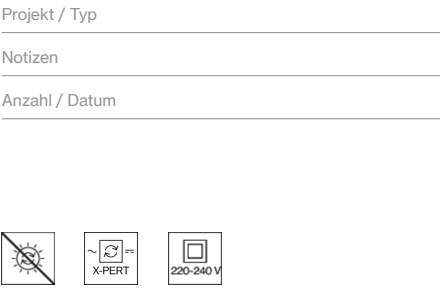 Projekt / Typ
Notizen
Anzahl / Datum
X-PERT
220-240 V